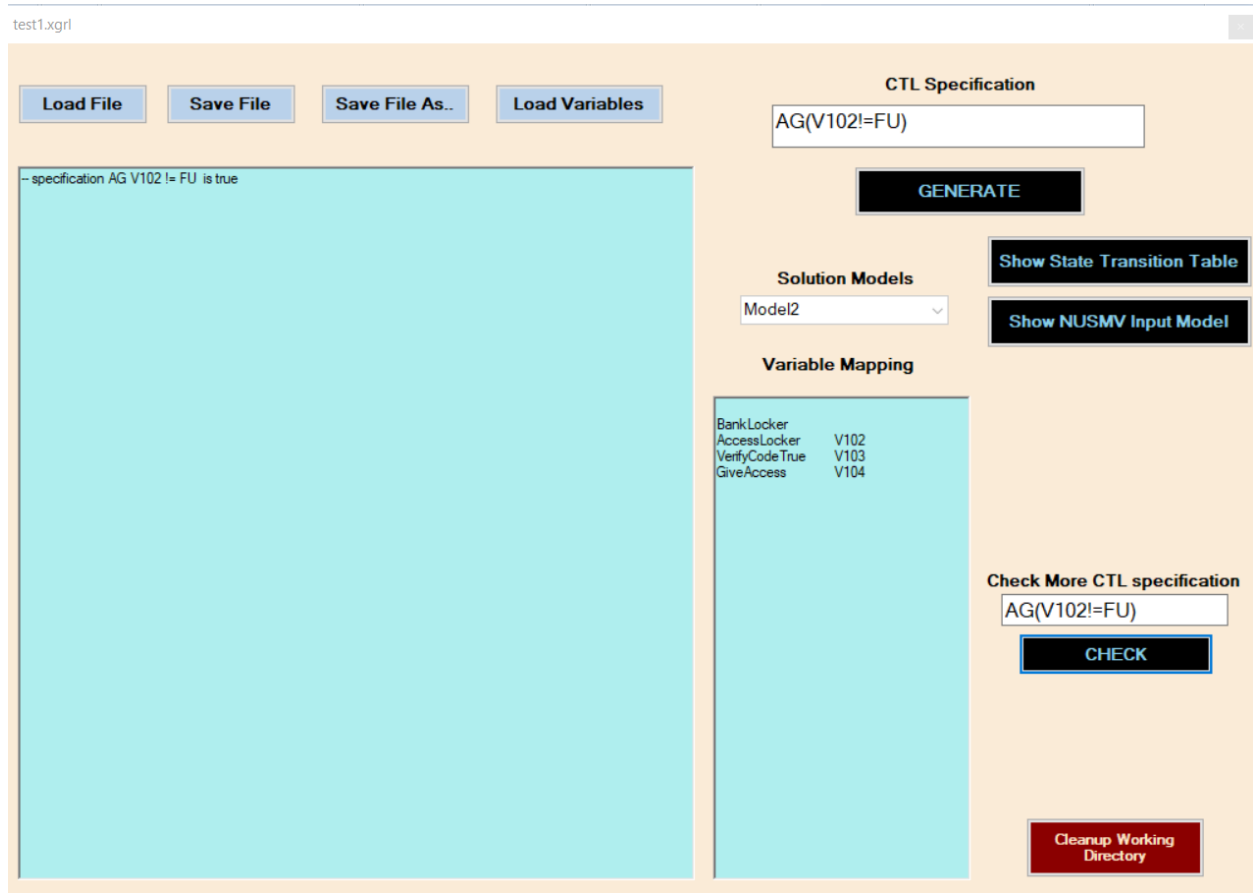 test1.xgrl
Load File
Save File
Save File As..
Load Variables
CTL Specification
AG(V102!=FU)
GENERATE
-- specification AG V102 != FU is true
Show State Transition Table
Solution Models
Model2
Show NUSMV Input Model
Variable Mapping
BankLocker
AccessLocker V102
VerifyCodeTrue V103
GiveAccess V104
Check More CTL specification
AG(V102!=FU)
CHECK
Cleanup Working
Directory